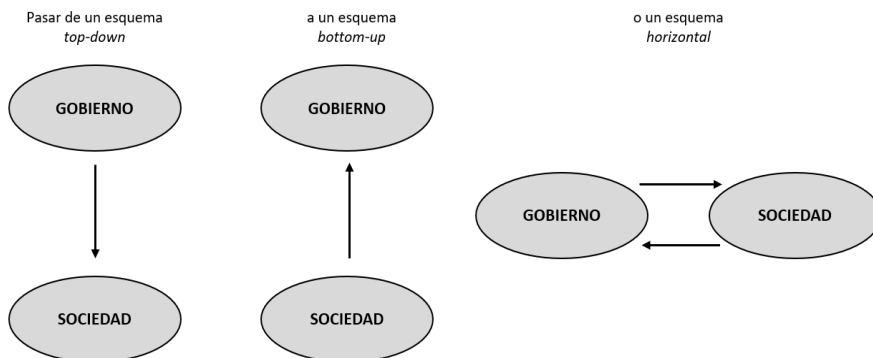 Pasar de un esquema
top-down
a un esquema
bottom-up
o un esquema
horizontal
GOBIERNO
SOCIEDAD
GOBIERNO
SOCIEDAD
GOBIERNO
SOCIEDAD